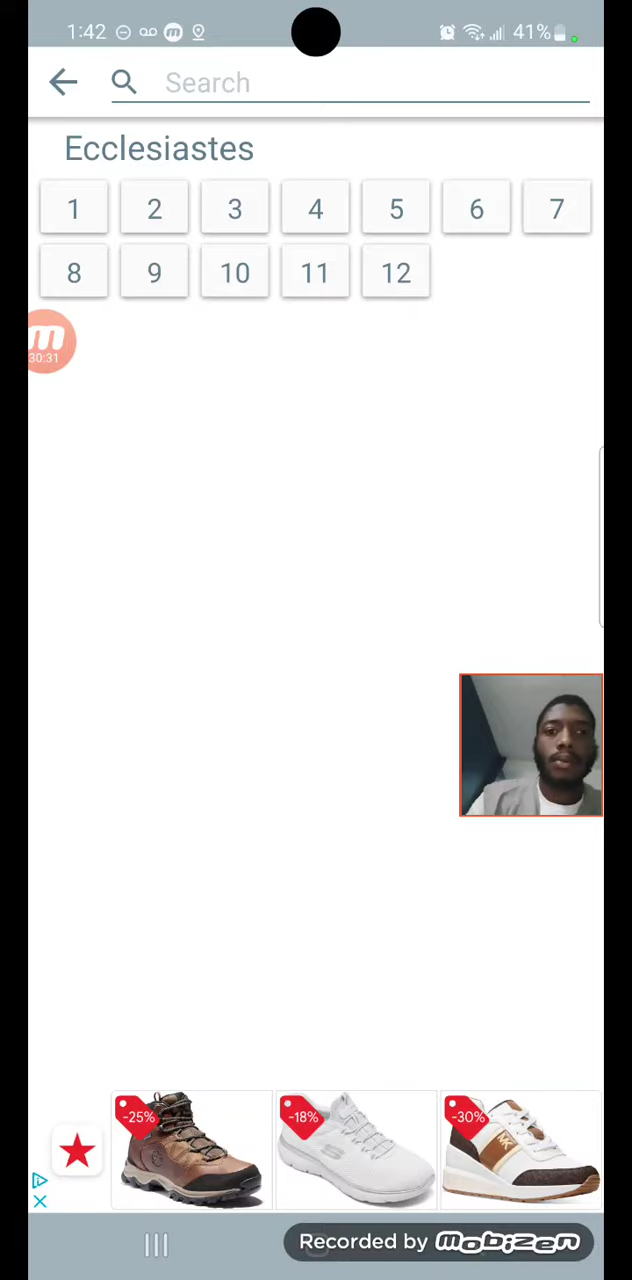 1:42 41%
Search
Ecclesiastes
1 2 3 4 5 6 7
8 9 10 11 12
m
30:31
-25% -18% -30%
MK
Recorded by mobizen